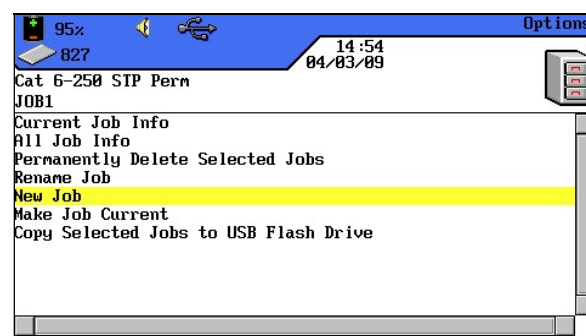 95% Options
827 14:54
04/03/09
Cat 6-250 STP Perm
JOB1
Current Job Info
All Job Info
Permanently Delete Selected Jobs
Rename Job
New Job
Make Job Current
Copy Selected Jobs to USB Flash Drive